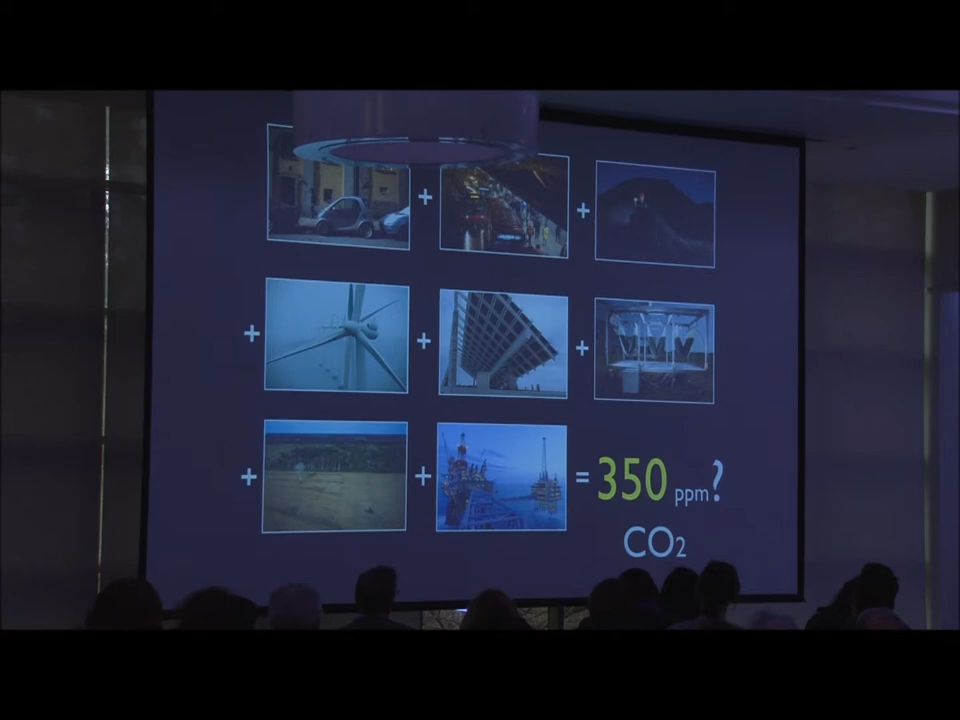 + +
+ + +
+ + = 350 ppm?
CO2